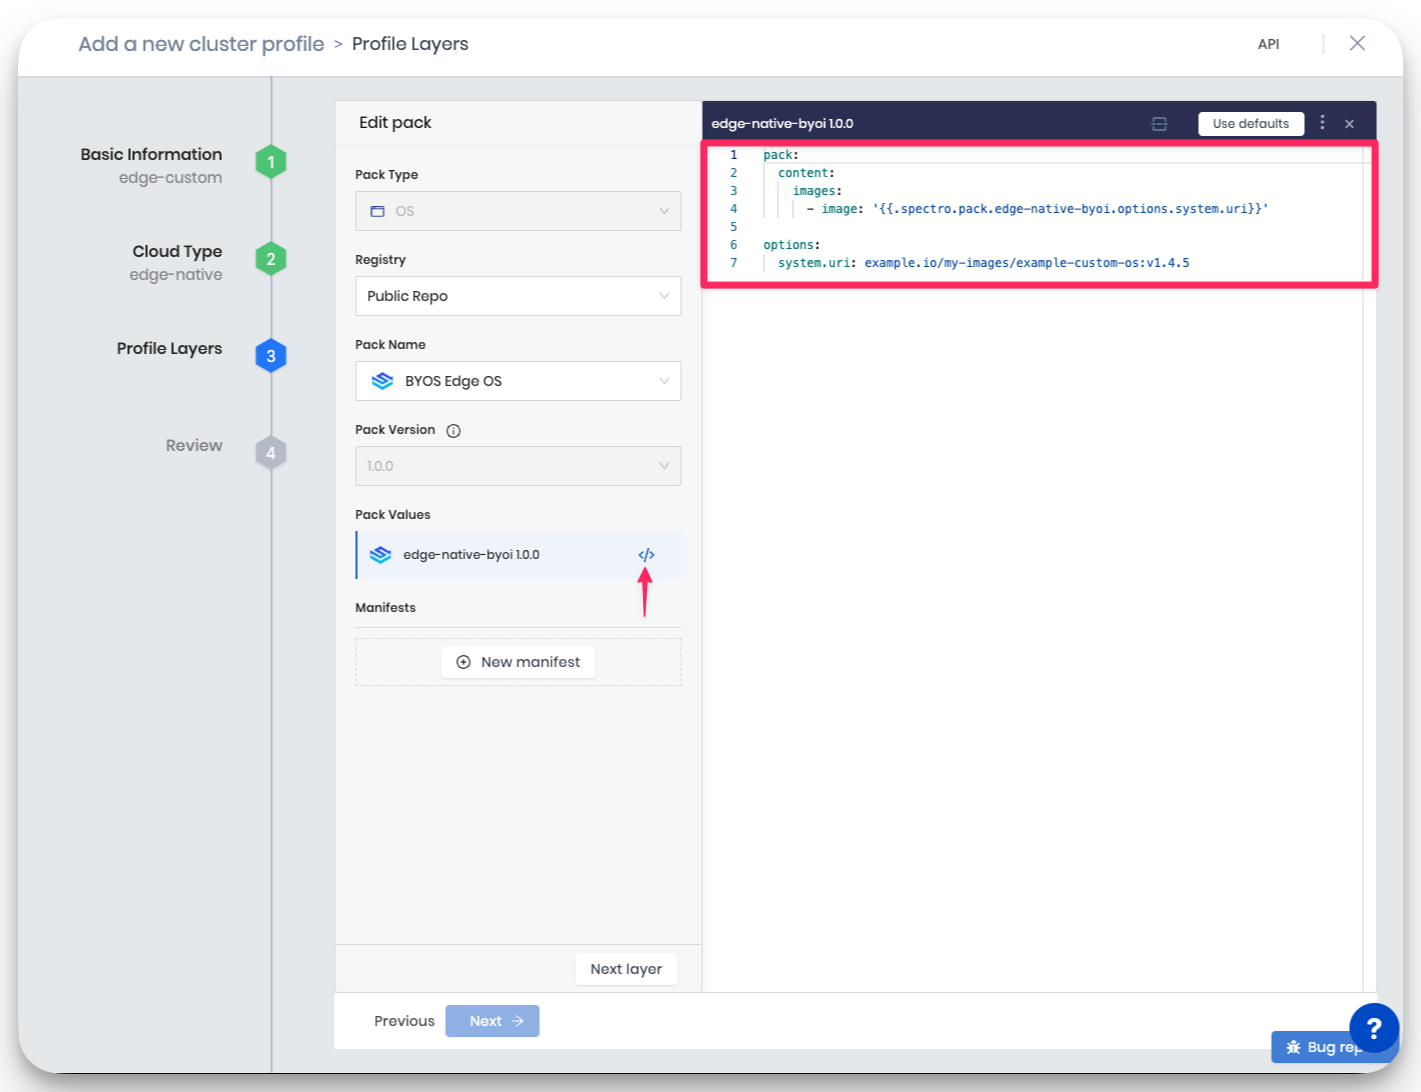 Add a new cluster profile > Profile Layers
API
Basic Information
edge-custom
1
Cloud Type
edge-native
2
Profile Layers
3
Review
4
Edit pack
Pack Type
OS
Registry
Public Repo
Pack Name
BYOS Edge OS
Pack Version
1.0.0
Pack Values
edge-native-byoi 1.0.0
</>
Manifests
New manifest
Next layer
edge-native-byoi 1.0.0
Use defaults
1 pack:
2 content:
3 images:
4 - image: '{{.spectro.pack.edge-native-byoi.options.system.uri}}'
5
6 options:
7 system.uri: example.io/my-images/example-custom-os:v1.4.5
Previous
Next →
Bug rep
?